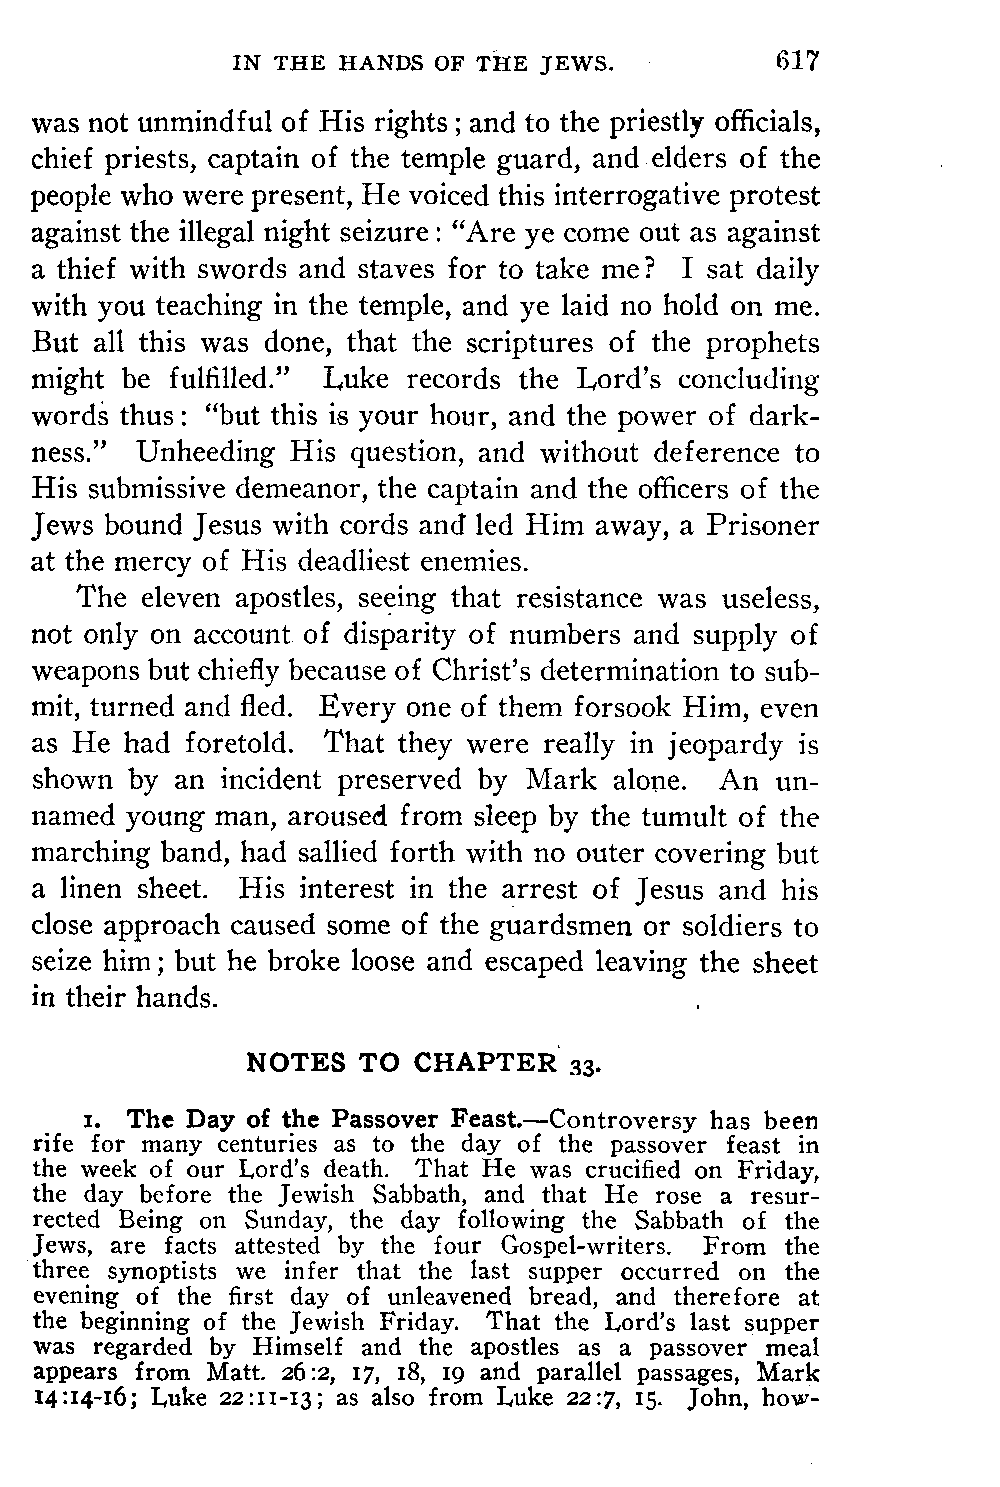 IN THE HANDS OF THE JEWS. 617
was not unmindful of His rights; and to the priestly officials,
chief priests, captain of the temple guard, and elders of the
people who were present, He voiced this interrogative protest
against the illegal night seizure: “Are ye come out as against
a thief with swords and staves for to take me? I sat daily
with you teaching in the temple, and ye laid no hold on me.
But all this was done, that the scriptures of the prophets
might be fulfilled.” Luke records the Lord’s concluding
words thus: “but this is your hour, and the power of dark-
ness.” Unheeding His question, and without deference to
His submissive demeanor, the captain and the officers of the
Jews bound Jesus with cords and led Him away, a Prisoner
at the mercy of His deadliest enemies.
The eleven apostles, seeing that resistance was useless,
not only on account of disparity of numbers and supply of
weapons but chiefly because of Christ’s determination to sub-
mit, turned and fled. Every one of them forsook Him, even
as He had foretold. That they were really in jeopardy is
shown by an incident preserved by Mark alone. An un-
named young man, aroused from sleep by the tumult of the
marching band, had sallied forth with no outer covering but
a linen sheet. His interest in the arrest of Jesus and his
close approach caused some of the guardsmen or soldiers to
seize him; but he broke loose and escaped leaving the sheet
in their hands.
NOTES TO CHAPTER 33.
1. The Day of the Passover Feast.—Controversy has been
rife for many centuries as to the day of the passover feast in
the week of our Lord’s death. That He was crucified on Friday,
the day before the Jewish Sabbath, and that He rose a resur-
rected Being on Sunday, the day following the Sabbath of the
Jews, are facts attested by the four Gospel-writers. From the
three synoptists we infer that the last supper occurred on the
evening of the first day of unleavened bread, and therefore at
the beginning of the Jewish Friday. That the Lord’s last supper
was regarded by Himself and the apostles as a passover meal
appears from Matt. 26:2, 17, 18, 19 and parallel passages, Mark
14:14-16; Luke 22:11-13; as also from Luke 22:7, 15. John, how-